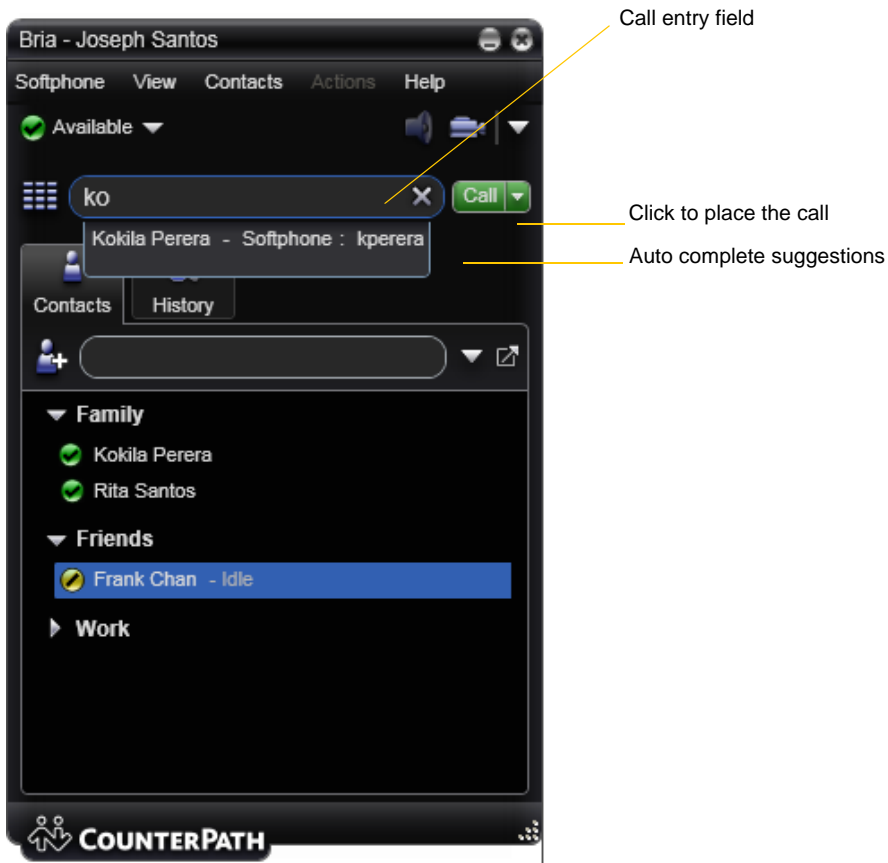 Call entry field
Bria - Joseph Santos
Softphone View Contacts Actions Help
Available
ko
Call
Click to place the call
Kokila Perera - Softphone : kperera
Auto complete suggestions
Contacts History
Family
Kokila Perera
Rita Santos
Friends
Frank Chan - Idle
Work
COUNTERPATH